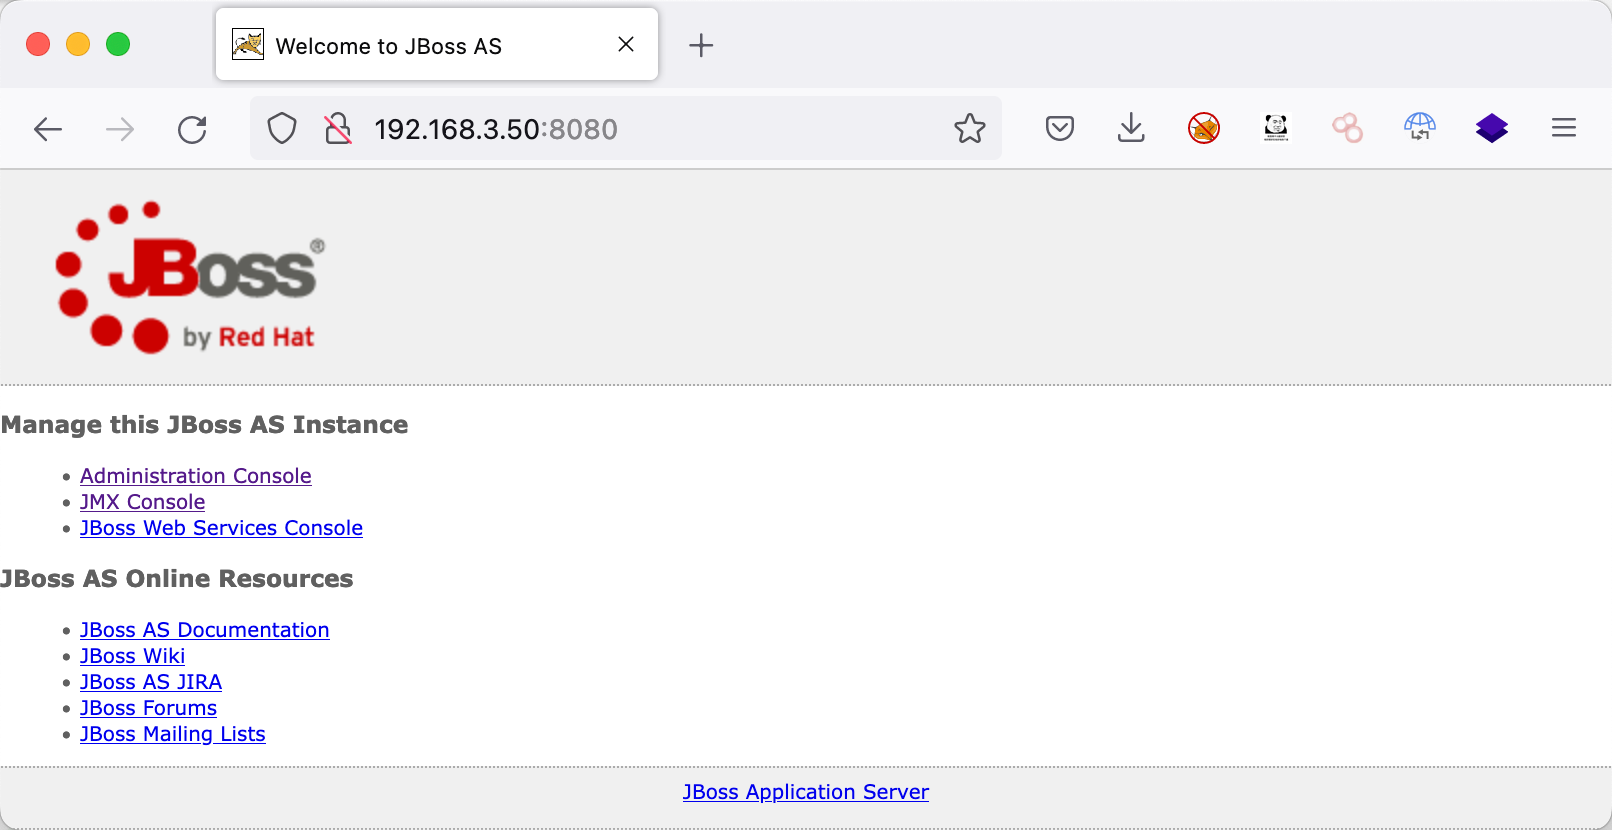 Welcome to JBoss AS
192.168.3.50:8080
JBoss®
by Red Hat
Manage this JBoss AS Instance
Administration Console
JMX Console
JBoss Web Services Console
JBoss AS Online Resources
JBoss AS Documentation
JBoss Wiki
JBoss AS JIRA
JBoss Forums
JBoss Mailing Lists
JBoss Application Server